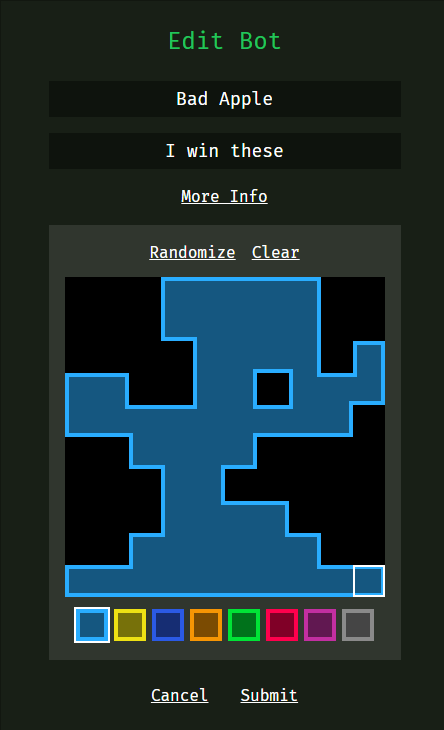 Edit Bot
Bad Apple
I win these
More Info
Randomize Clear
Cancel Submit